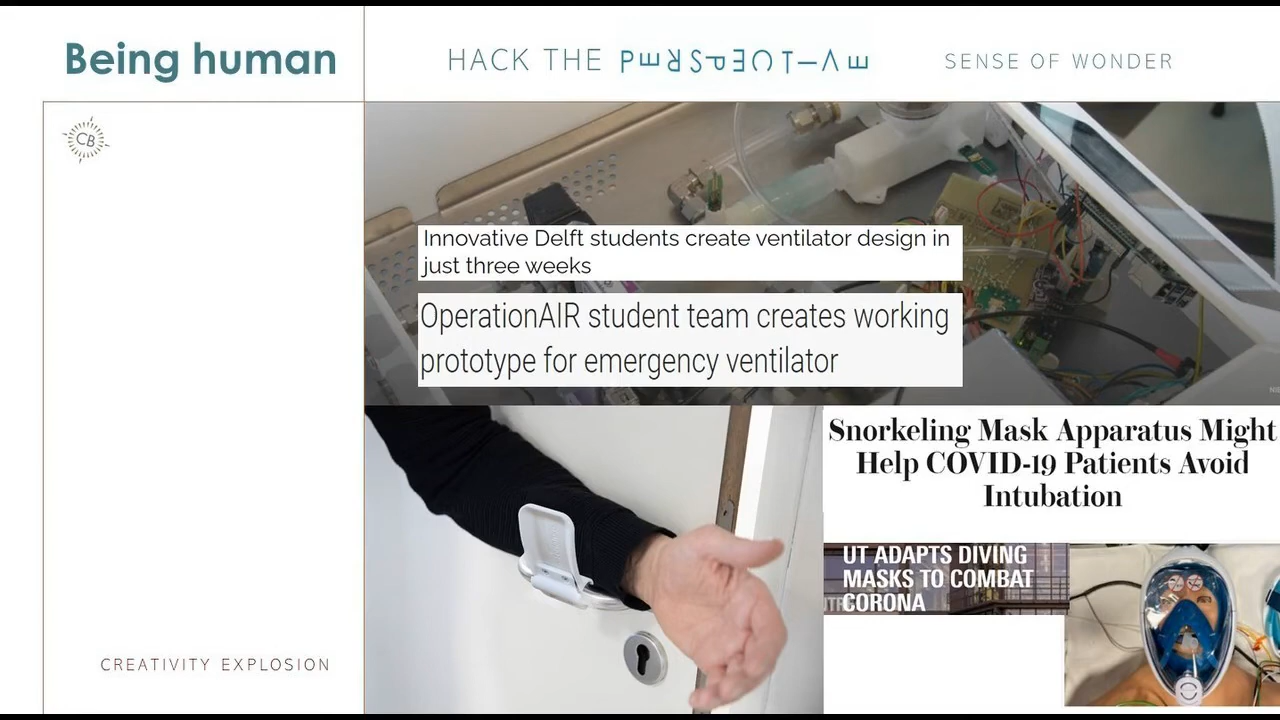 Being human
HACK THE PERSPECTIVE
SENSE OF WONDER
CB
Innovative Delft students create ventilator design in
just three weeks
OperationAIR student team creates working
prototype for emergency ventilator
Snorkeling Mask Apparatus Might
Help COVID-19 Patients Avoid
Intubation
UT ADAPTS DIVING
MASKS TO COMBAT
CORONA
CREATIVITY EXPLOSION